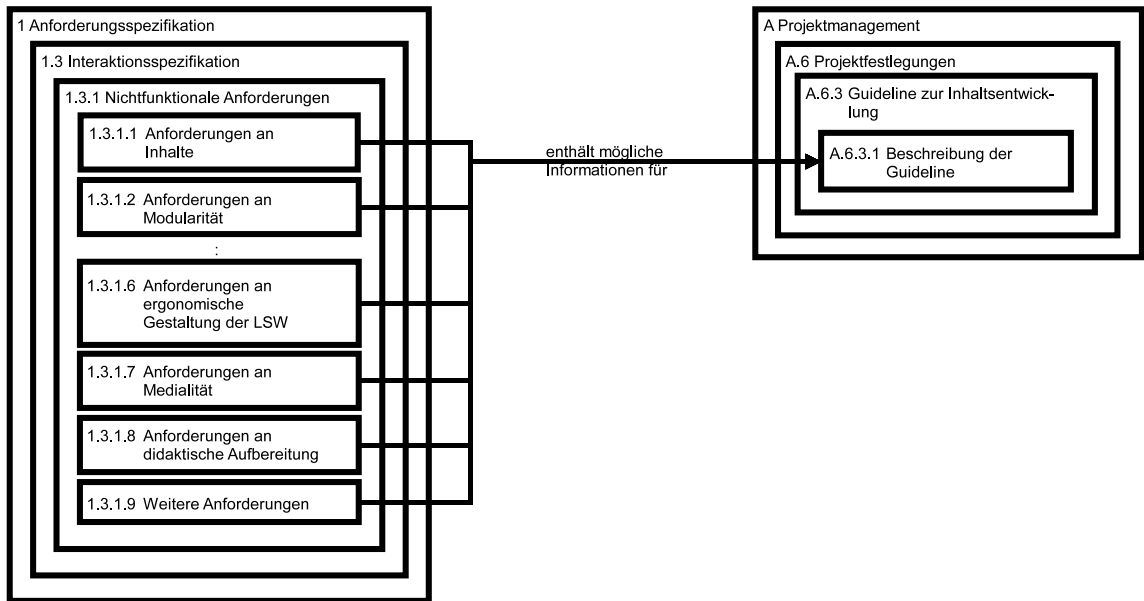 1 Anforderungsspezifikation
1.3 Interaktionsspezifikation
1.3.1 Nichtfunktionale Anforderungen
1.3.1.1 Anforderungen an
Inhalte
1.3.1.2 Anforderungen an
Modularität
:
1.3.1.6 Anforderungen an
ergonomische
Gestaltung der LSW
1.3.1.7 Anforderungen an
Medialität
1.3.1.8 Anforderungen an
didaktische Aufbereitung
1.3.1.9 Weitere Anforderungen
enthält mögliche
Informationen für
A Projektmanagement
A.6 Projektfestlegungen
A.6.3 Guideline zur Inhaltsentwick-
lung
A.6.3.1 Beschreibung der
Guideline